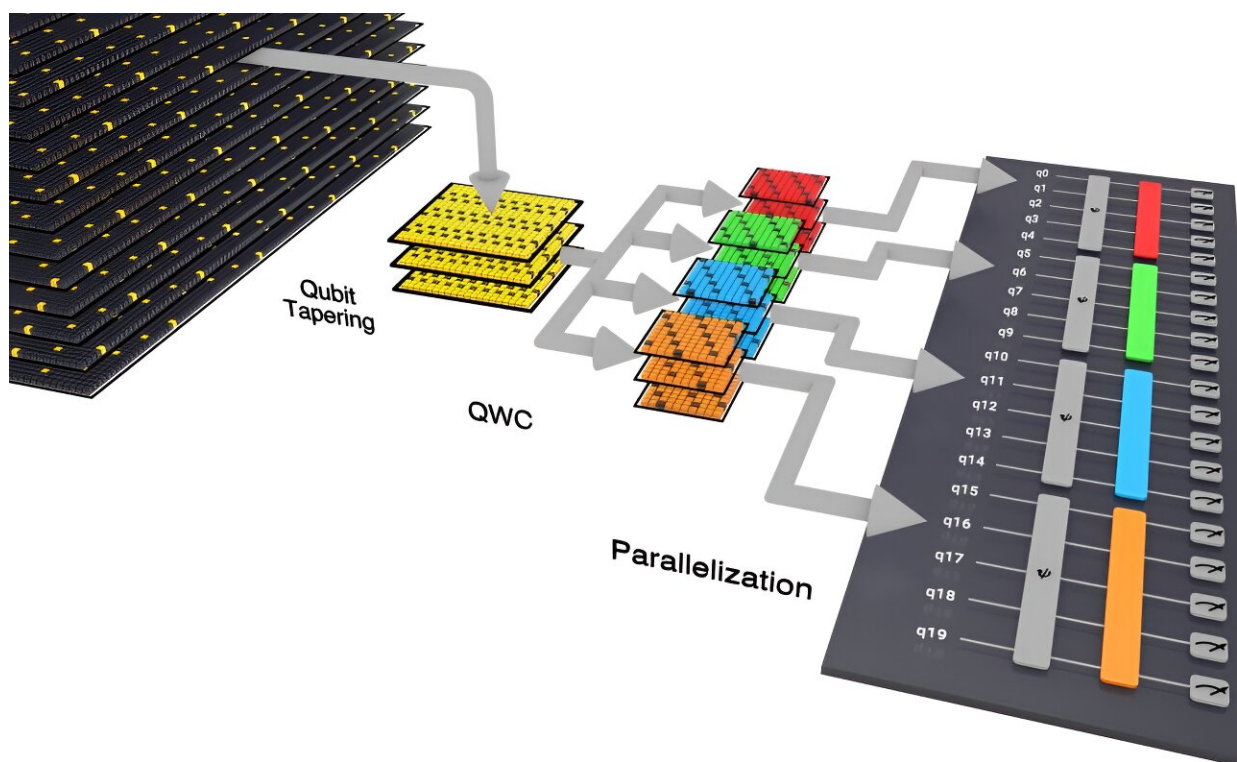 Qubit
Tapering
QWC
Parallelization
q0
q1
q2
q3
q4
q5
q6
q7
q8
q9
q10
q11
q12
q13
q14
q15
q16
q17
q18
q19
ψ
ψ
ψ
ψ